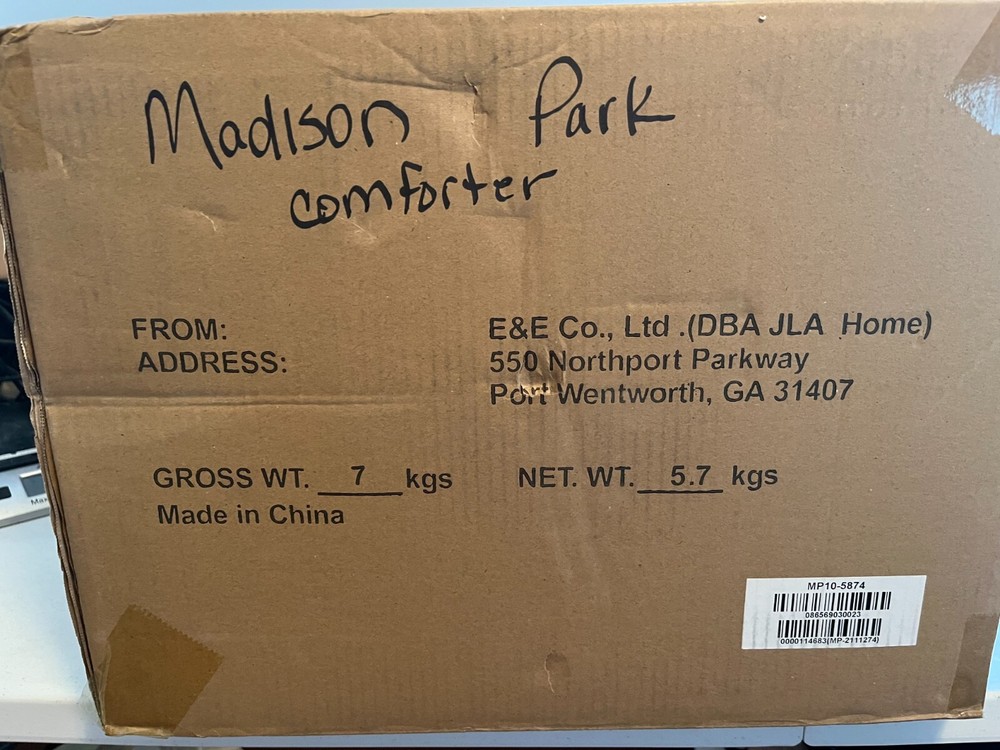 Madison Park
comforter
FROM: E&E Co., Ltd .(DBA JLA Home)
ADDRESS: 550 Northport Parkway
Port Wentworth, GA 31407
GROSS WT. 7 kgs NET. WT. 5.7 kgs
Made in China
MP10-5874
086569030023
0000114683(MP-2111274)